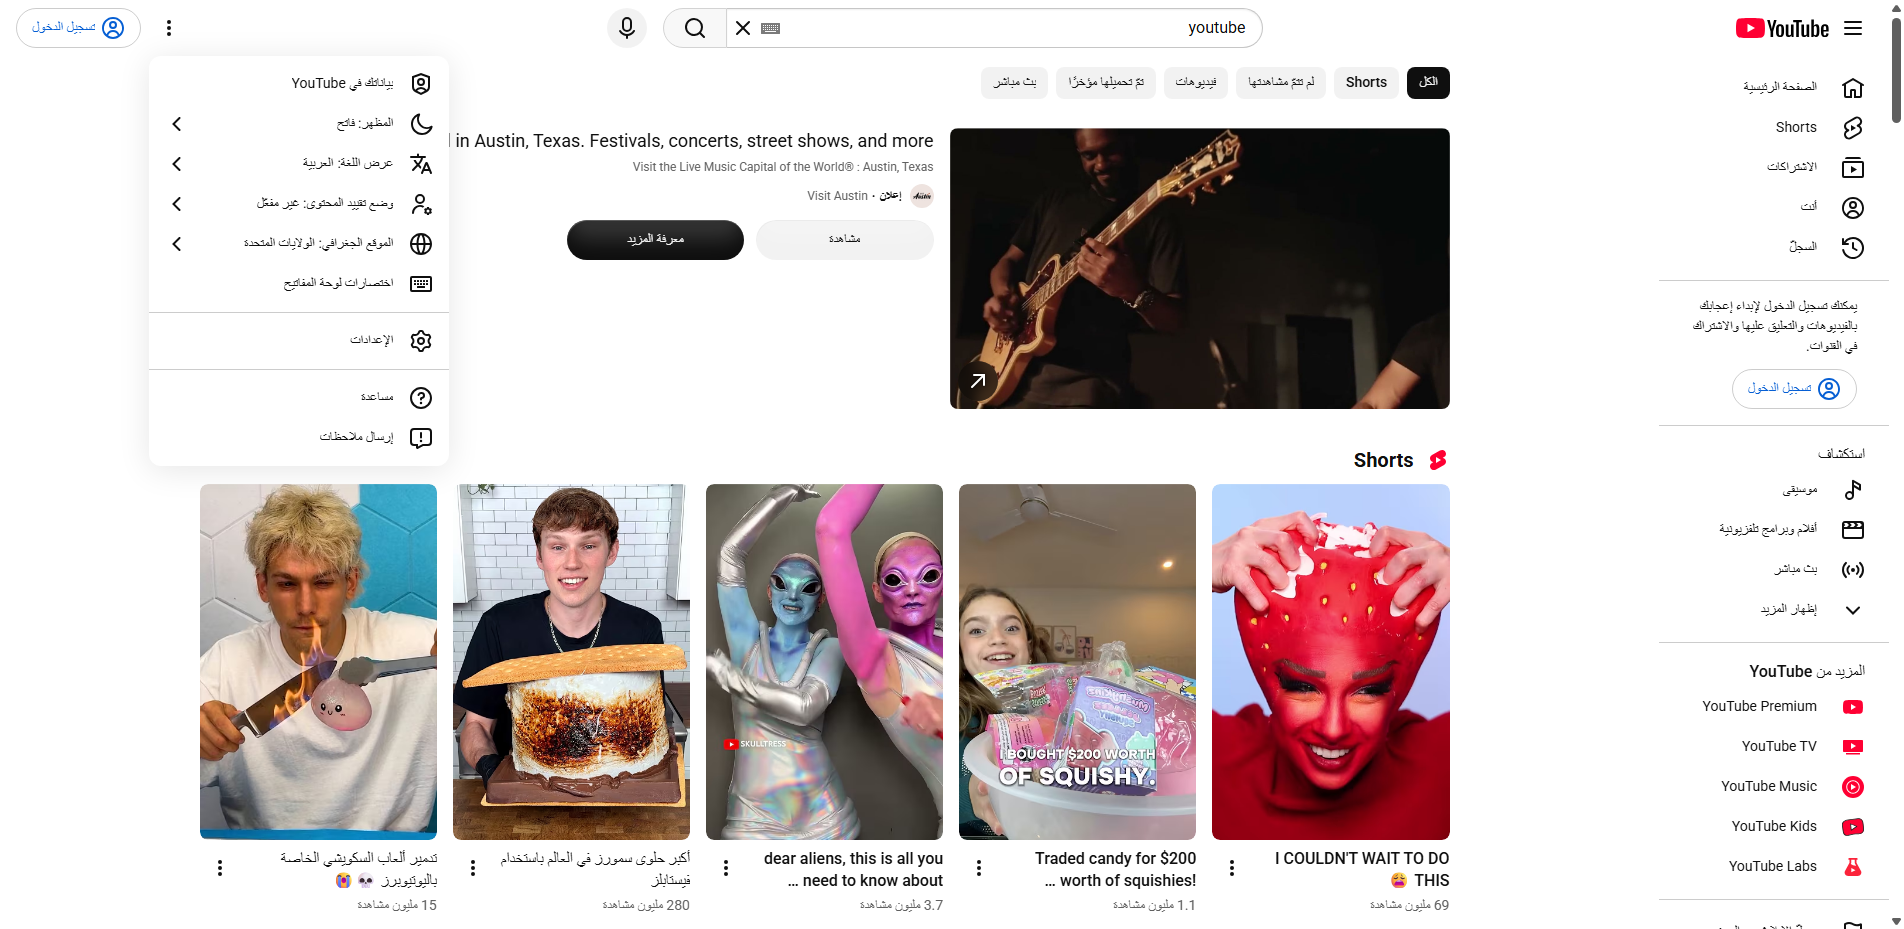 YouTube
youtube
تسجيل الدخول
الكل
Shorts
لم تتمّ مشاهدتها
فيديوهات
تمّ تحميلها مؤخرًا
بث مباشر
بياناتك في YouTube
المظهر: فاتح
عرض اللغة: العربية
وضع تقييد المحتوى: غير مفعّل
الموقع الجغرافي: الولايات المتحدة
اختصارات لوحة المفاتيح
الإعدادات
مساعدة
إرسال ملاحظات
in Austin, Texas. Festivals, concerts, street shows, and more
Visit the Live Music Capital of the World® : Austin, Texas
إعلان · Visit Austin
مشاهدة
معرفة المزيد
Shorts
I BOUGHT $200 WORTH
OF SQUISHY.
SKULLTRESS
I COULDN'T WAIT TO DO
THIS 😩
69 مليون مشاهدة
Traded candy for $200
worth of squishies! ...
1.1 مليون مشاهدة
dear aliens, this is all you
need to know about ...
3.7 مليون مشاهدة
أكبر حلوى سمورز في العالم باستخدام
فيستابلز
280 مليون مشاهدة
تدمير ألعاب السكويشي الخاصة
باليوتيوبرز 💀 😭
15 مليون مشاهدة
الصفحة الرئيسية
Shorts
الاشتراكات
أنت
السجلّ
يمكنك تسجيل الدخول لإبداء إعجابك
بالفيديوهات والتعليق عليها والاشتراك
في القنوات.
تسجيل الدخول
استكشاف
موسيقى
أفلام وبرامج تلفزيونية
بث مباشر
إظهار المزيد
المزيد من YouTube
YouTube Premium
YouTube TV
YouTube Music
YouTube Kids
YouTube Labs